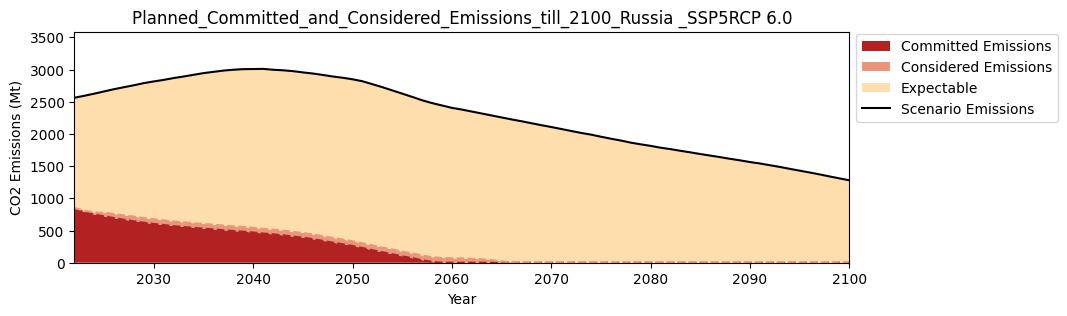 Planned_Committed_and_Considered_Emissions_till_2100_Russia _SSP5RCP 6.0
3500
3000
2500
2000
1500
1000
500
0
CO2 Emissions (Mt)
2030
2040
2050
2060
2070
2080
2090
2100
Year
Committed Emissions
Considered Emissions
Expectable
Scenario Emissions